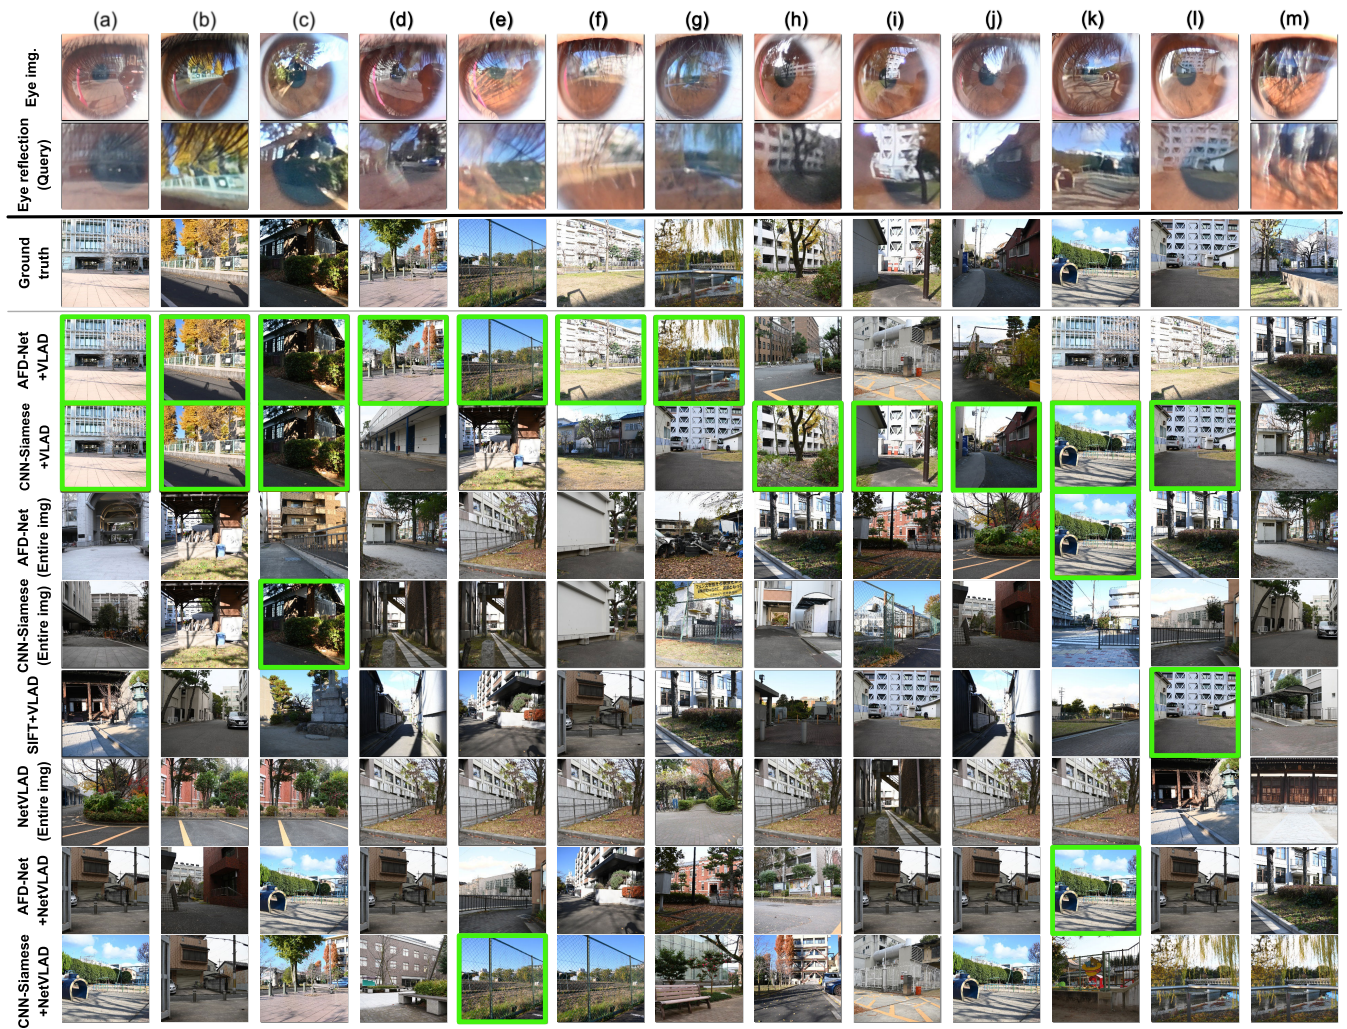 (a) (b) (c) (d) (e) (f) (g) (h) (i) (j) (k) (l) (m)
Eye img.
Eye reflection
(Query)
Ground
truth
AFD-Net
+VLAD
CNN-Siamese
+VLAD
AFD-Net
(Entire img)
CNN-Siamese
(Entire img)
SIFT+VLAD
NetVLAD
(Entire img)
AFD-Net
+NetVLAD
CNN-Siamese
+NetVLAD